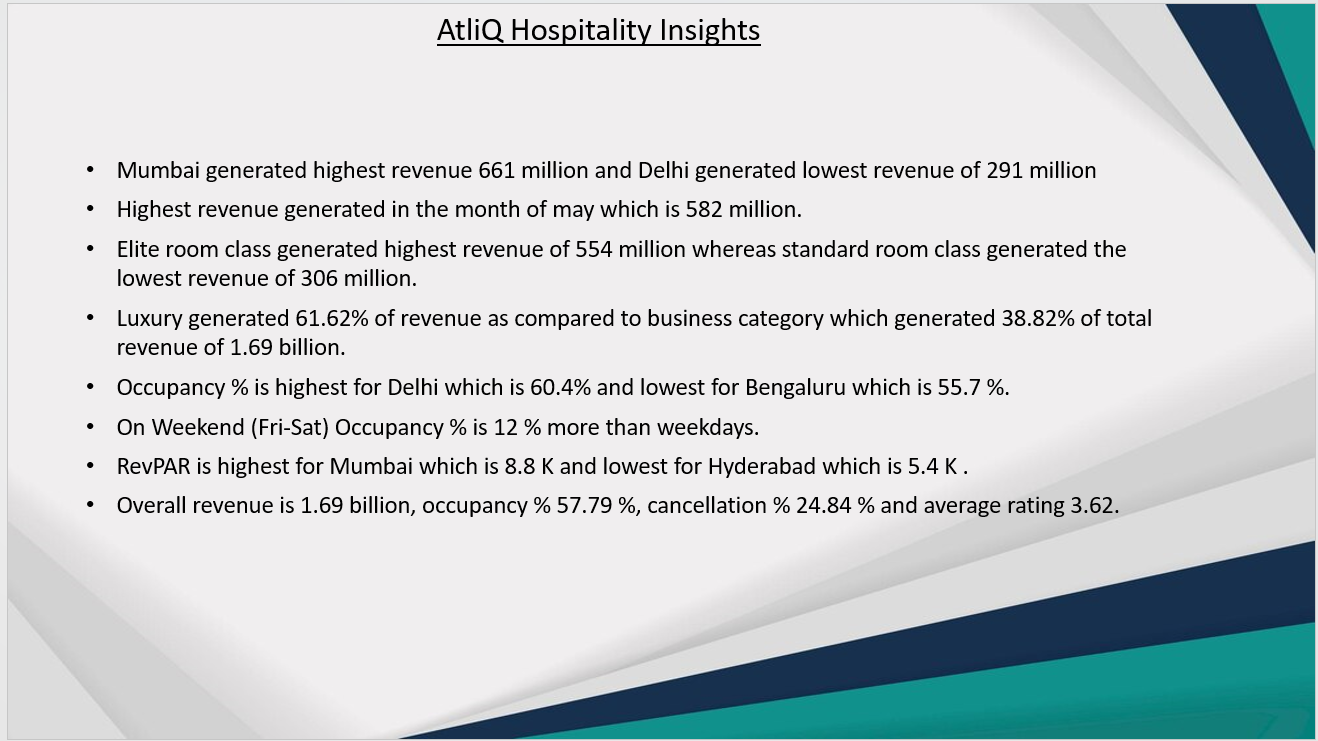 AtliQ Hospitality Insights
• Mumbai generated highest revenue 661 million and Delhi generated lowest revenue of 291 million
• Highest revenue generated in the month of may which is 582 million.
• Elite room class generated highest revenue of 554 million whereas standard room class generated the
lowest revenue of 306 million.
• Luxury generated 61.62% of revenue as compared to business category which generated 38.82% of total
revenue of 1.69 billion.
• Occupancy % is highest for Delhi which is 60.4% and lowest for Bengaluru which is 55.7 %.
• On Weekend (Fri-Sat) Occupancy % is 12 % more than weekdays.
• RevPAR is highest for Mumbai which is 8.8 K and lowest for Hyderabad which is 5.4 K .
• Overall revenue is 1.69 billion, occupancy % 57.79 %, cancellation % 24.84 % and average rating 3.62.